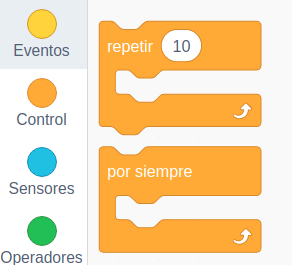 Eventos
Control
Sensores
Operadores
repetir 10
por siempre